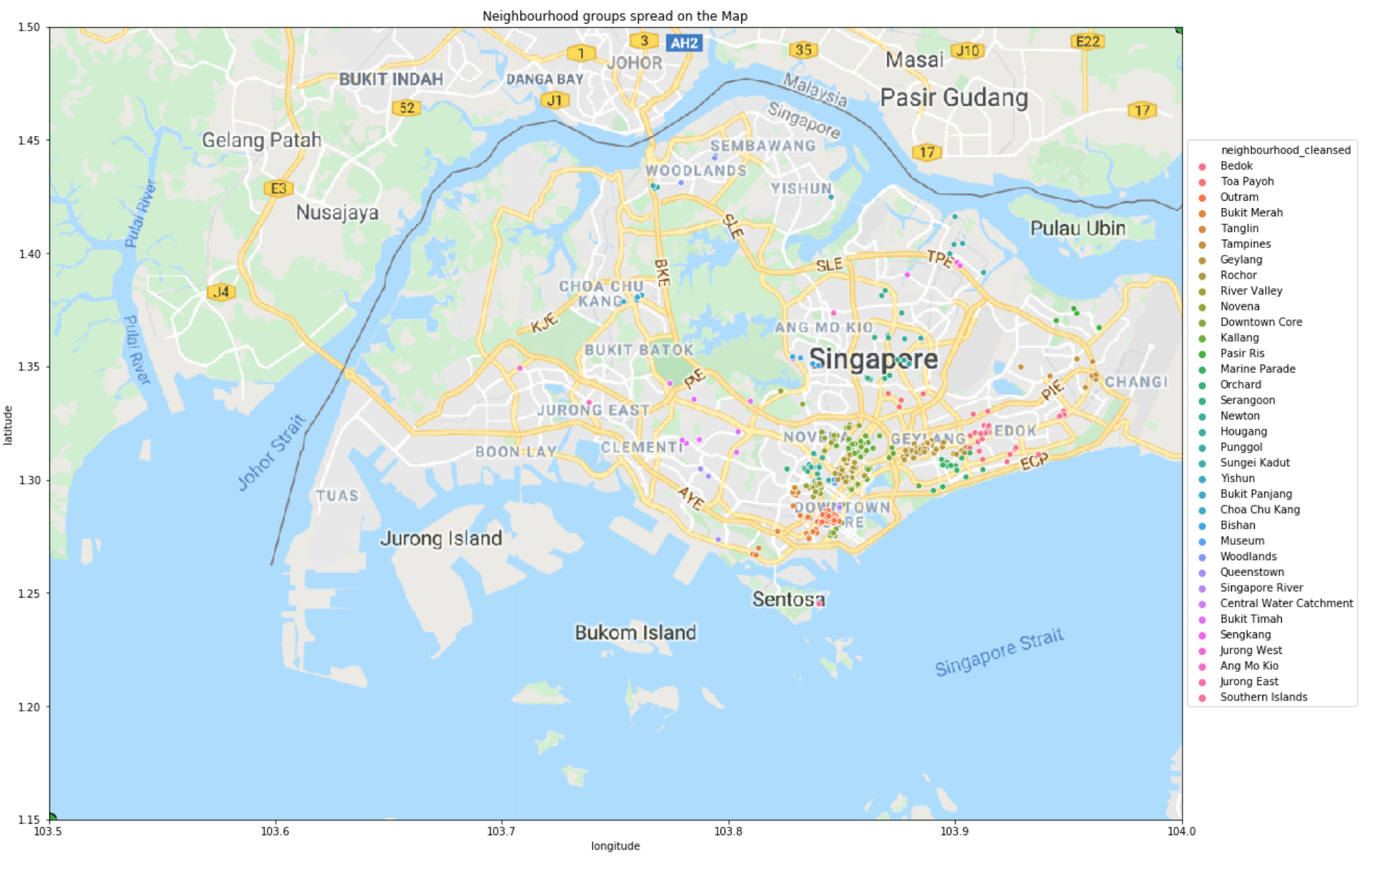 Neighbourhood groups spread on the Map
1.50
1.45
1.40
1.35
1.30
1.25
1.20
1.15
latitude
103.5
103.6
103.7
103.8
103.9
104.0
longitude
3
AH2
1
JOHOR
35
J10
E22
Masai
BUKIT INDAH
DANGA BAY
J1
52
Malaysia
Singapore
Pasir Gudang
17
Gelang Patah
SEMBAWANG
17
WOODLANDS
E3
YISHUN
Nusajaya
Pulai River
SLE
Pulau Ubin
BKE
SLE
TPE
J4
CHOA CHU
KANG
KJE
ANG MO KIO
Pulai River
BUKIT BATOK
Singapore
PIE
PIE
CHANGI
JURONG EAST
NOVENA
GEYLANG
BEDOK
Johor Strait
BOON LAY
CLEMENTI
ECP
TUAS
AYE
DOWNTOWN
CORE
Jurong Island
Sentosa
Bukom Island
Singapore Strait
neighbourhood_cleansed
Bedok
Toa Payoh
Outram
Bukit Merah
Tanglin
Tampines
Geylang
Rochor
River Valley
Novena
Downtown Core
Kallang
Pasir Ris
Marine Parade
Orchard
Serangoon
Newton
Hougang
Punggol
Sungei Kadut
Yishun
Bukit Panjang
Choa Chu Kang
Bishan
Museum
Woodlands
Queenstown
Singapore River
Central Water Catchment
Bukit Timah
Sengkang
Jurong West
Ang Mo Kio
Jurong East
Southern Islands